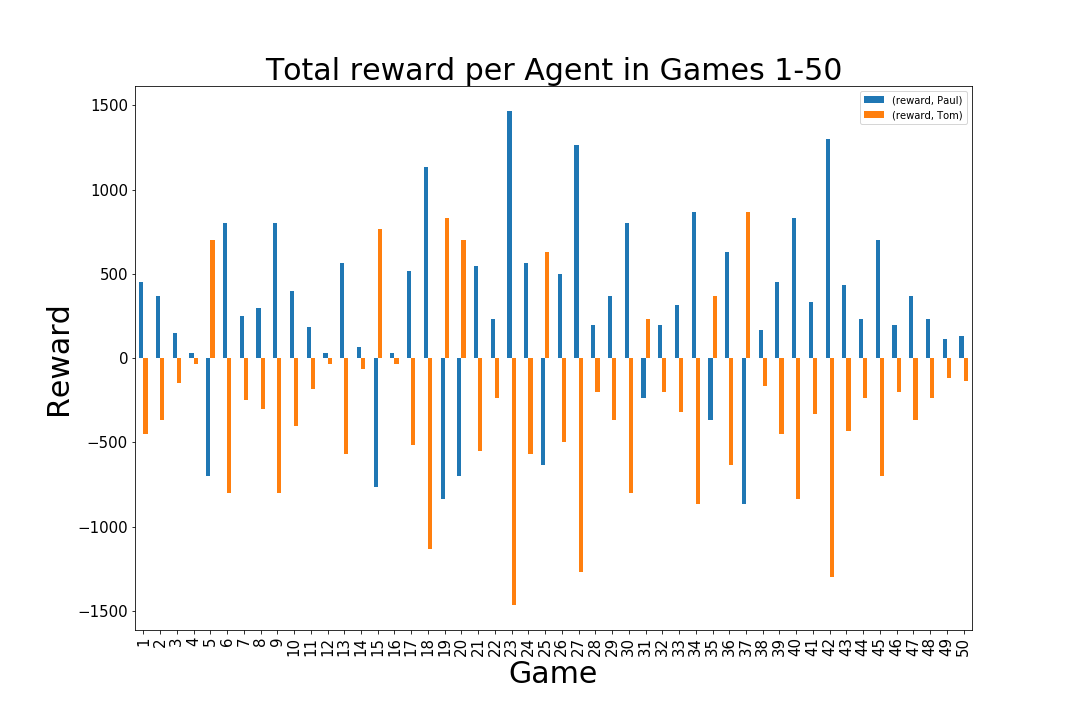 Total reward per Agent in Games 1-50
(reward, Paul)
(reward, Tom)
1500
1000
500
0
−500
−1000
−1500
Reward
1 2 3 4 5 6 7 8 9 10 11 12 13 14 15 16 17 18 19 20 21 22 23 24 25 26 27 28 29 30 31 32 33 34 35 36 37 38 39 40 41 42 43 44 45 46 47 48 49 50
Game